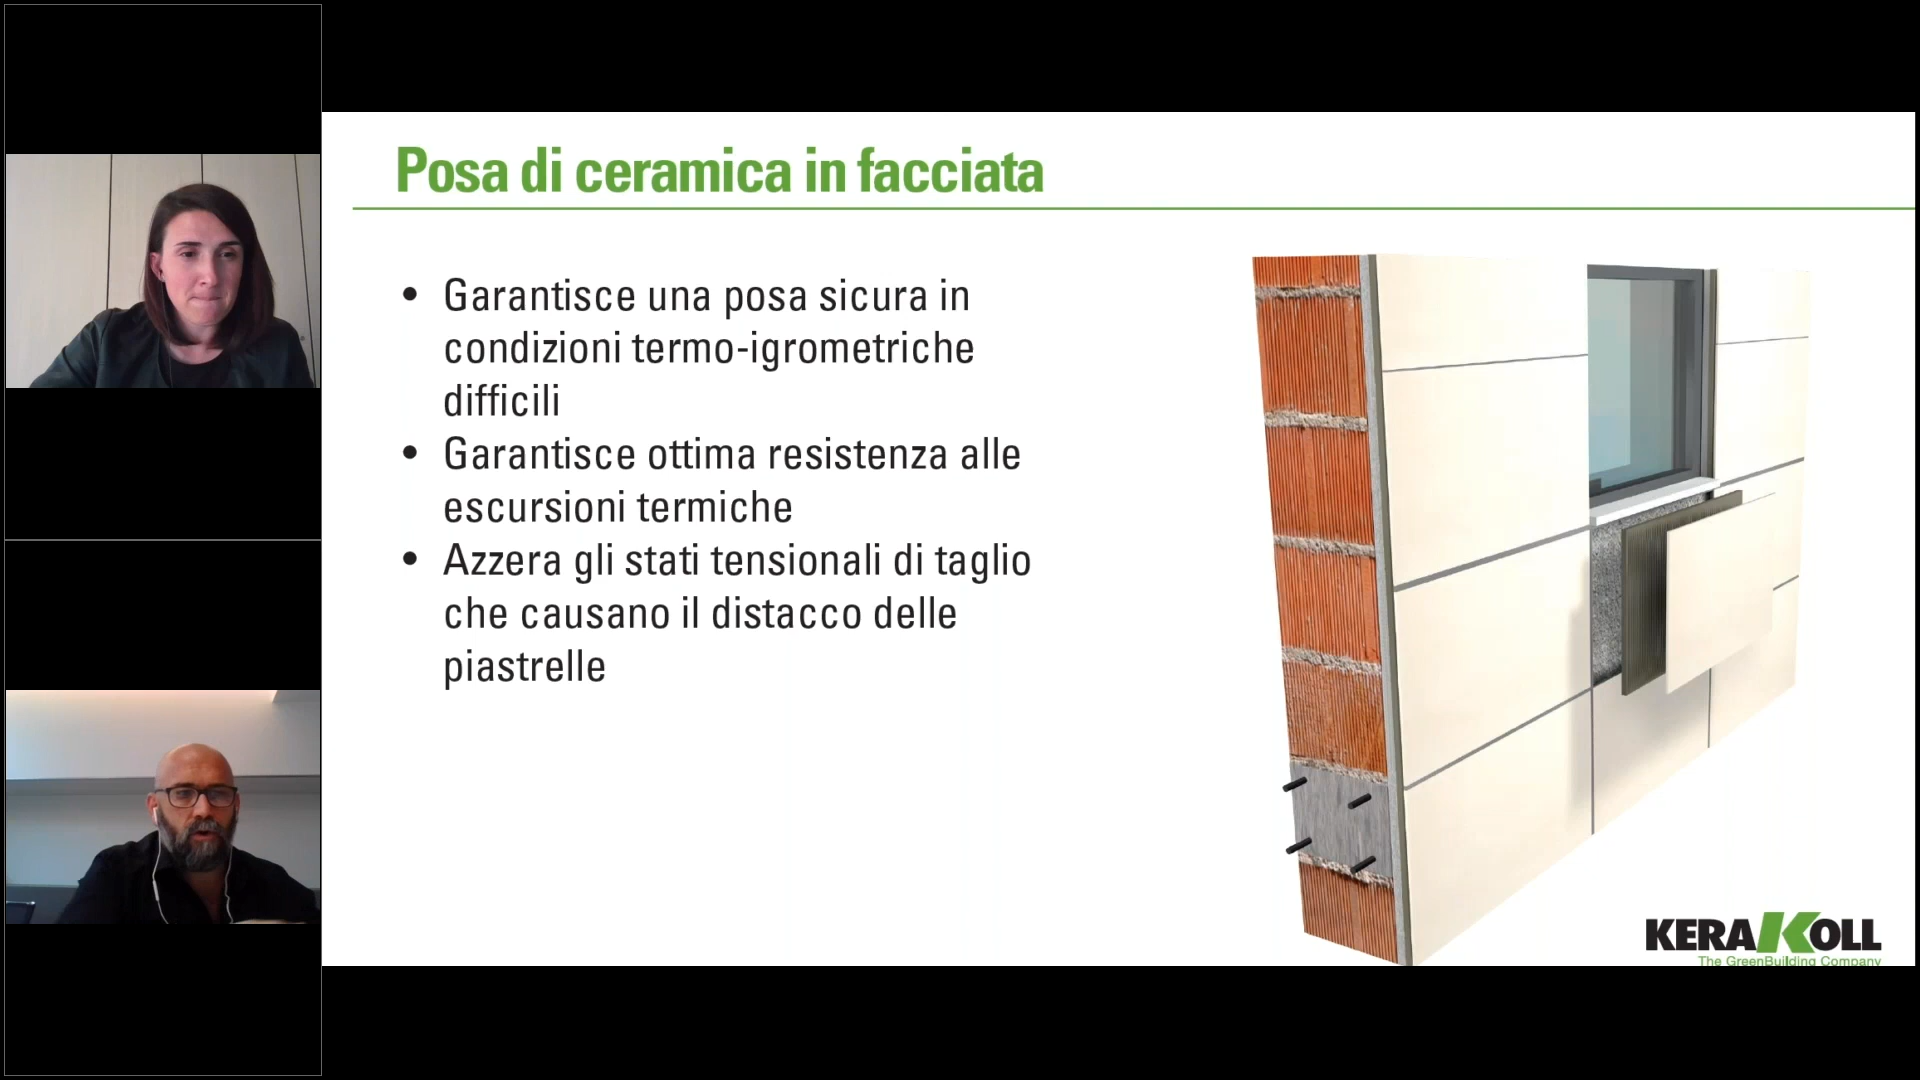 Posa di ceramica in facciata
• Garantisce una posa sicura in
condizioni termo-igrometriche
difficili
• Garantisce ottima resistenza alle
escursioni termiche
• Azzera gli stati tensionali di taglio
che causano il distacco delle
piastrelle
KERAKOLL
The GreenBuilding Company